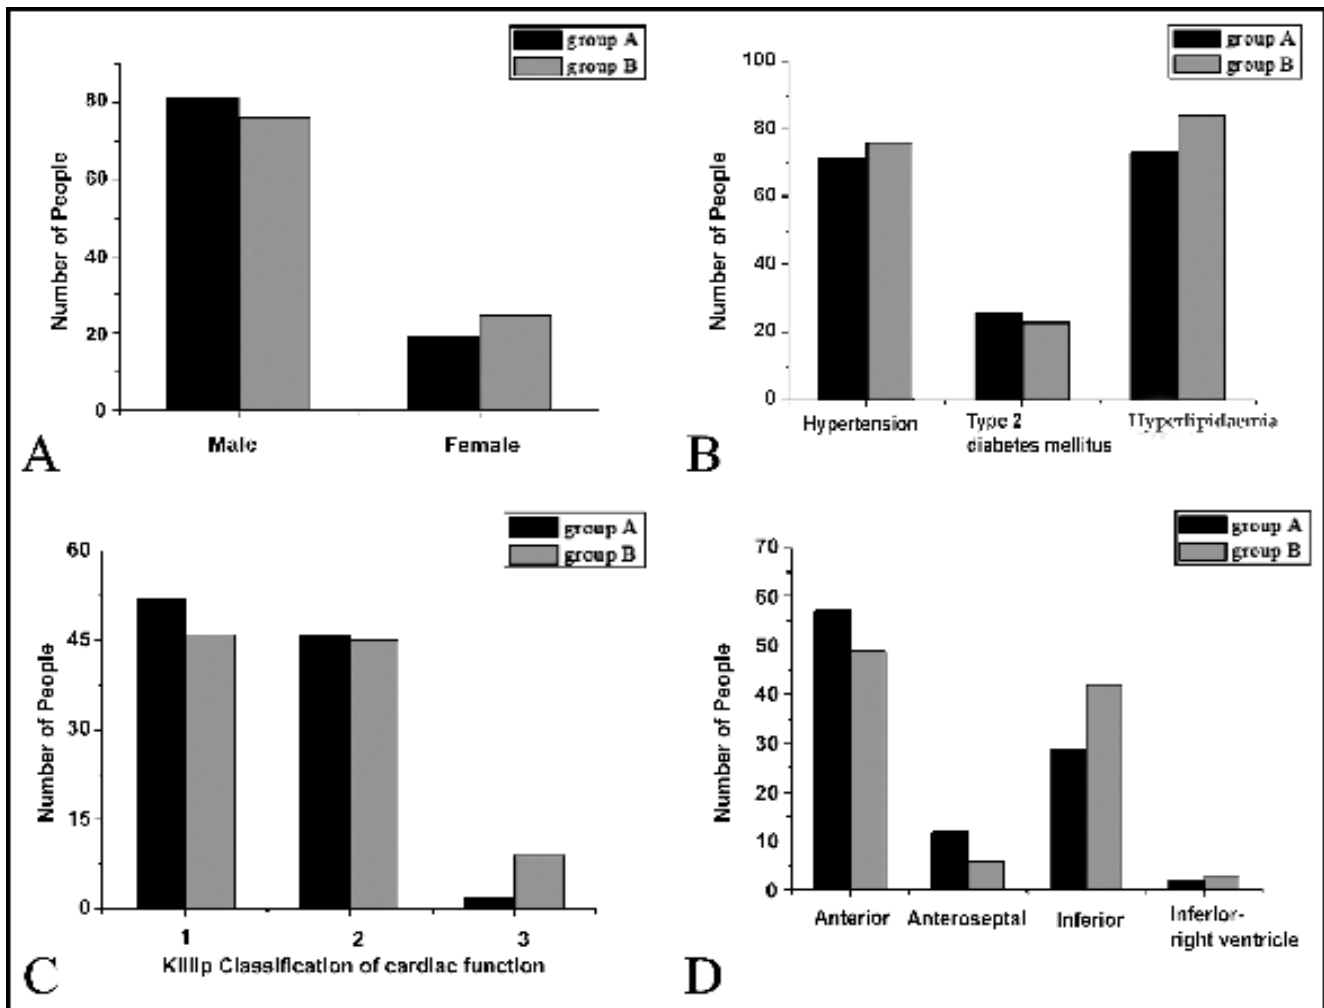 group A
group B
80
60
40
20
0
Number of People
Male
Female
A
group A
group B
100
80
60
40
20
0
Number of People
Hypertension
Type 2
diabetes mellitus
Hyperlipidaemia
B
group A
group B
60
45
30
15
0
Number of People
1
2
3
Killip Classification of cardiac function
C
group A
group B
70
60
50
40
30
20
10
0
Number of People
Anterior
Anteroseptal
Inferior
Inferior-
right ventricle
D